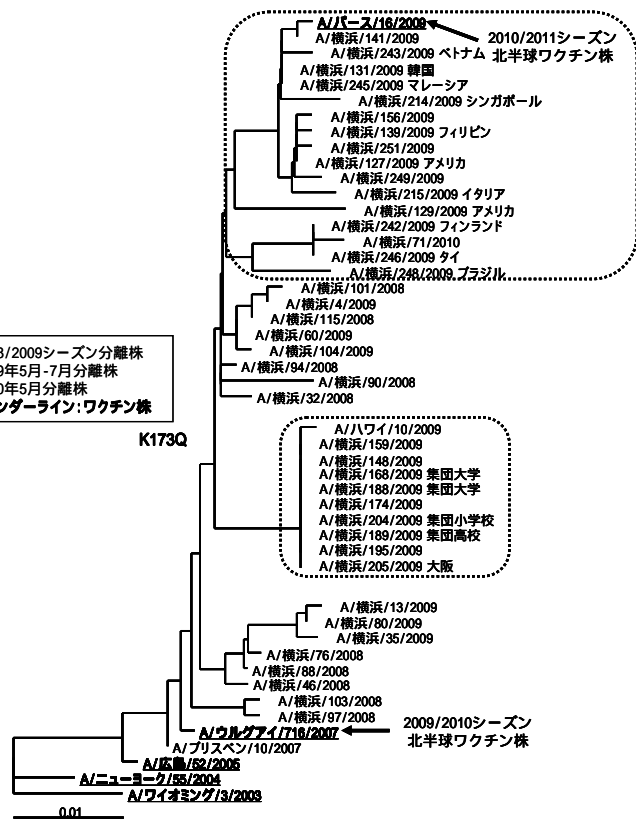 A/パース/16/2009
A/横浜/141/2009
2010/2011シーズン
北半球ワクチン株
A/横浜/243/2009 ベトナム
A/横浜/131/2009 韓国
A/横浜/245/2009 マレーシア
A/横浜/214/2009 シンガポール
A/横浜/156/2009
A/横浜/139/2009 フィリピン
A/横浜/251/2009
A/横浜/127/2009 アメリカ
A/横浜/249/2009
A/横浜/215/2009 イタリア
A/横浜/129/2009 アメリカ
A/横浜/242/2009 フィンランド
A/横浜/71/2010
A/横浜/246/2009 タイ
A/横浜/248/2009 ブラジル
A/横浜/101/2008
A/横浜/4/2009
A/横浜/115/2008
A/横浜/60/2009
A/横浜/104/2009
A/横浜/94/2008
A/横浜/90/2008
A/横浜/32/2008
/2009シーズン分離株
9年5月-7月分離株
0年5月分離株
ンダーライン:ワクチン株
K173Q
A/ハワイ/10/2009
A/横浜/159/2009
A/横浜/148/2009
A/横浜/168/2009 集団大学
A/横浜/188/2009 集団大学
A/横浜/174/2009
A/横浜/204/2009 集団小学校
A/横浜/189/2009 集団高校
A/横浜/195/2009
A/横浜/205/2009 大阪
A/横浜/13/2009
A/横浜/80/2009
A/横浜/35/2009
A/横浜/76/2008
A/横浜/88/2008
A/横浜/46/2008
A/横浜/103/2008
A/横浜/97/2008
A/ウルグアイ/716/2007
2009/2010シーズン
北半球ワクチン株
A/ブリスベン/10/2007
A/広島/52/2005
A/ニューヨーク/55/2004
A/ワイオミング/3/2003
0.01